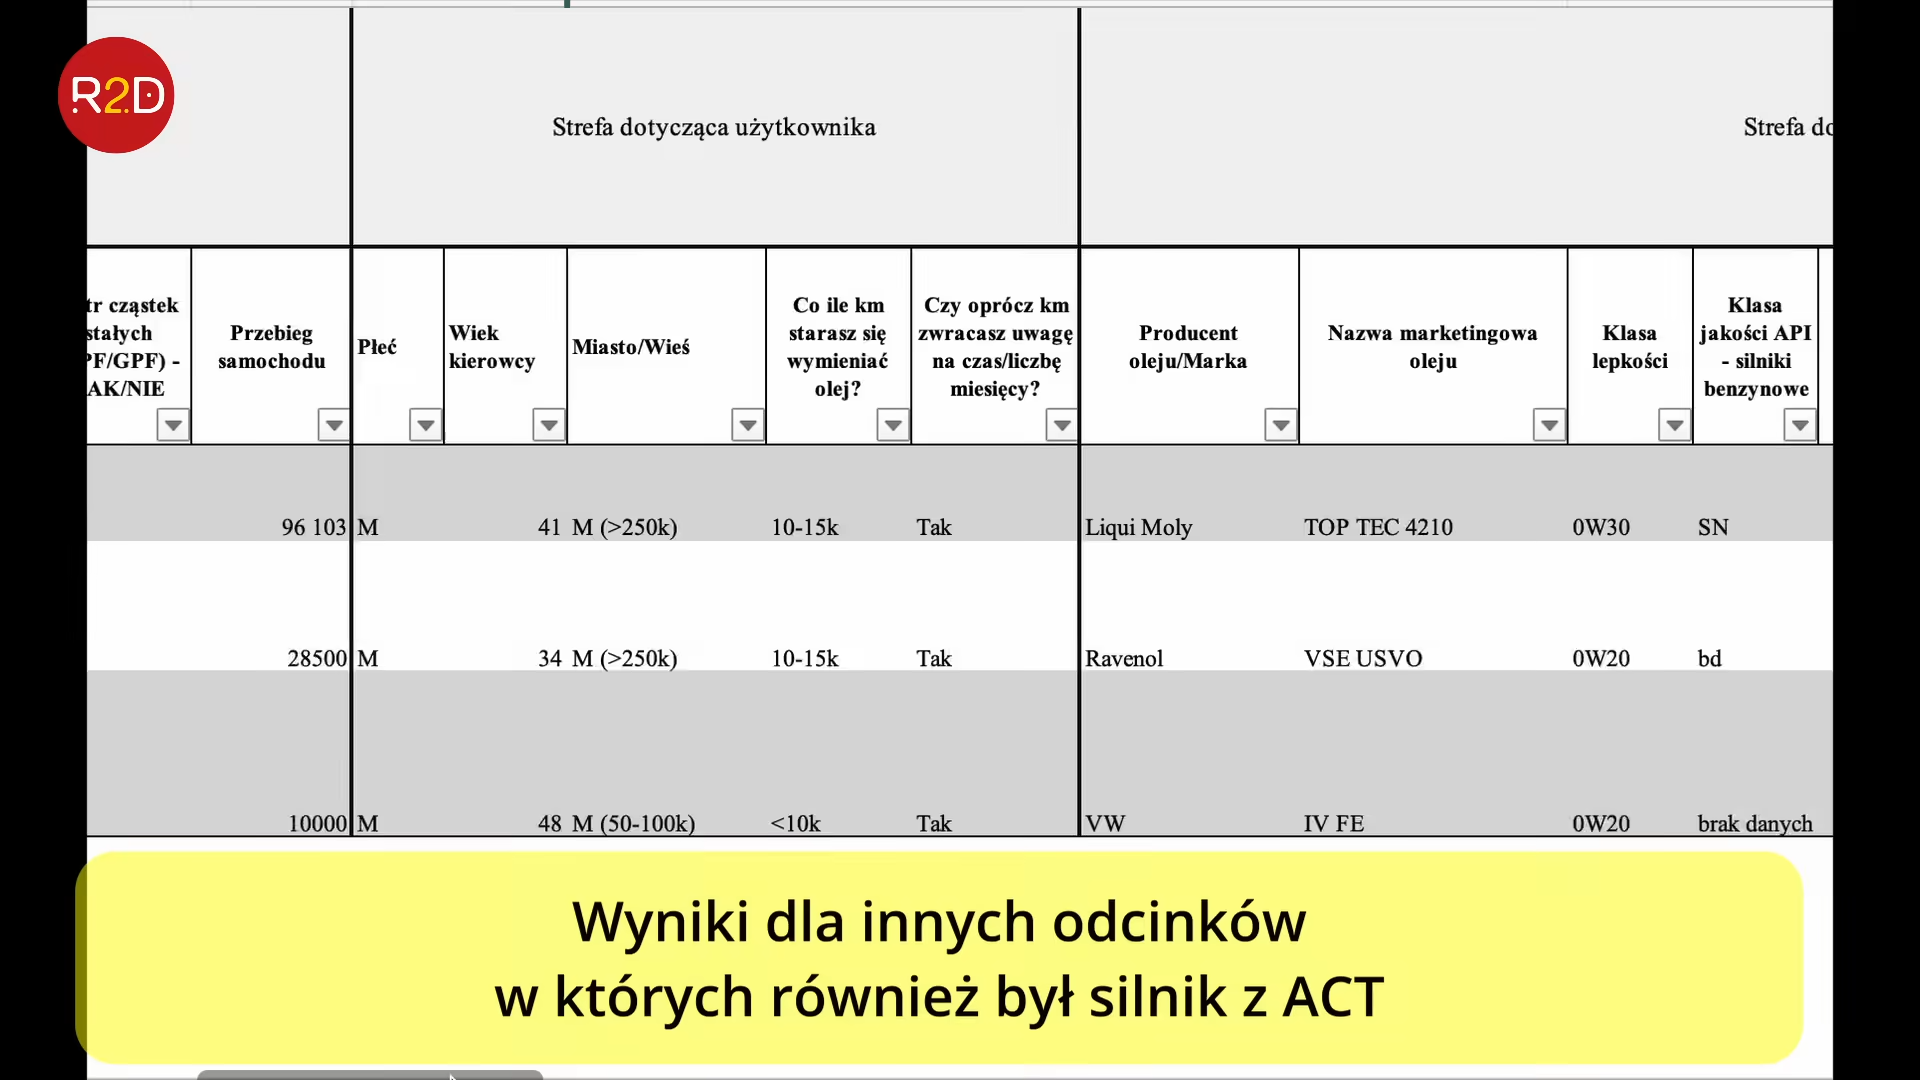 R2D
Strefa dotycząca użytkownika
Strefa do
tr cząstek
stałych
PF/GPF) -
AK/NIE
Przebieg
samochodu
Płeć
Wiek
kierowcy
Miasto/Wieś
Co ile km
starasz się
wymieniać
olej?
Czy oprócz km
zwracasz uwagę
na czas/liczbę
miesięcy?
Producent
oleju/Marka
Nazwa marketingowa
oleju
Klasa
lepkości
Klasa
jakości API
- silniki
benzynowe
96 103 M 41 M (>250k) 10-15k Tak Liqui Moly TOP TEC 4210 0W30 SN
28500 M 34 M (>250k) 10-15k Tak Ravenol VSE USVO 0W20 bd
10000 M 48 M (50-100k) <10k Tak VW IV FE 0W20 brak danych
Wyniki dla innych odcinków
w których również był silnik z ACT